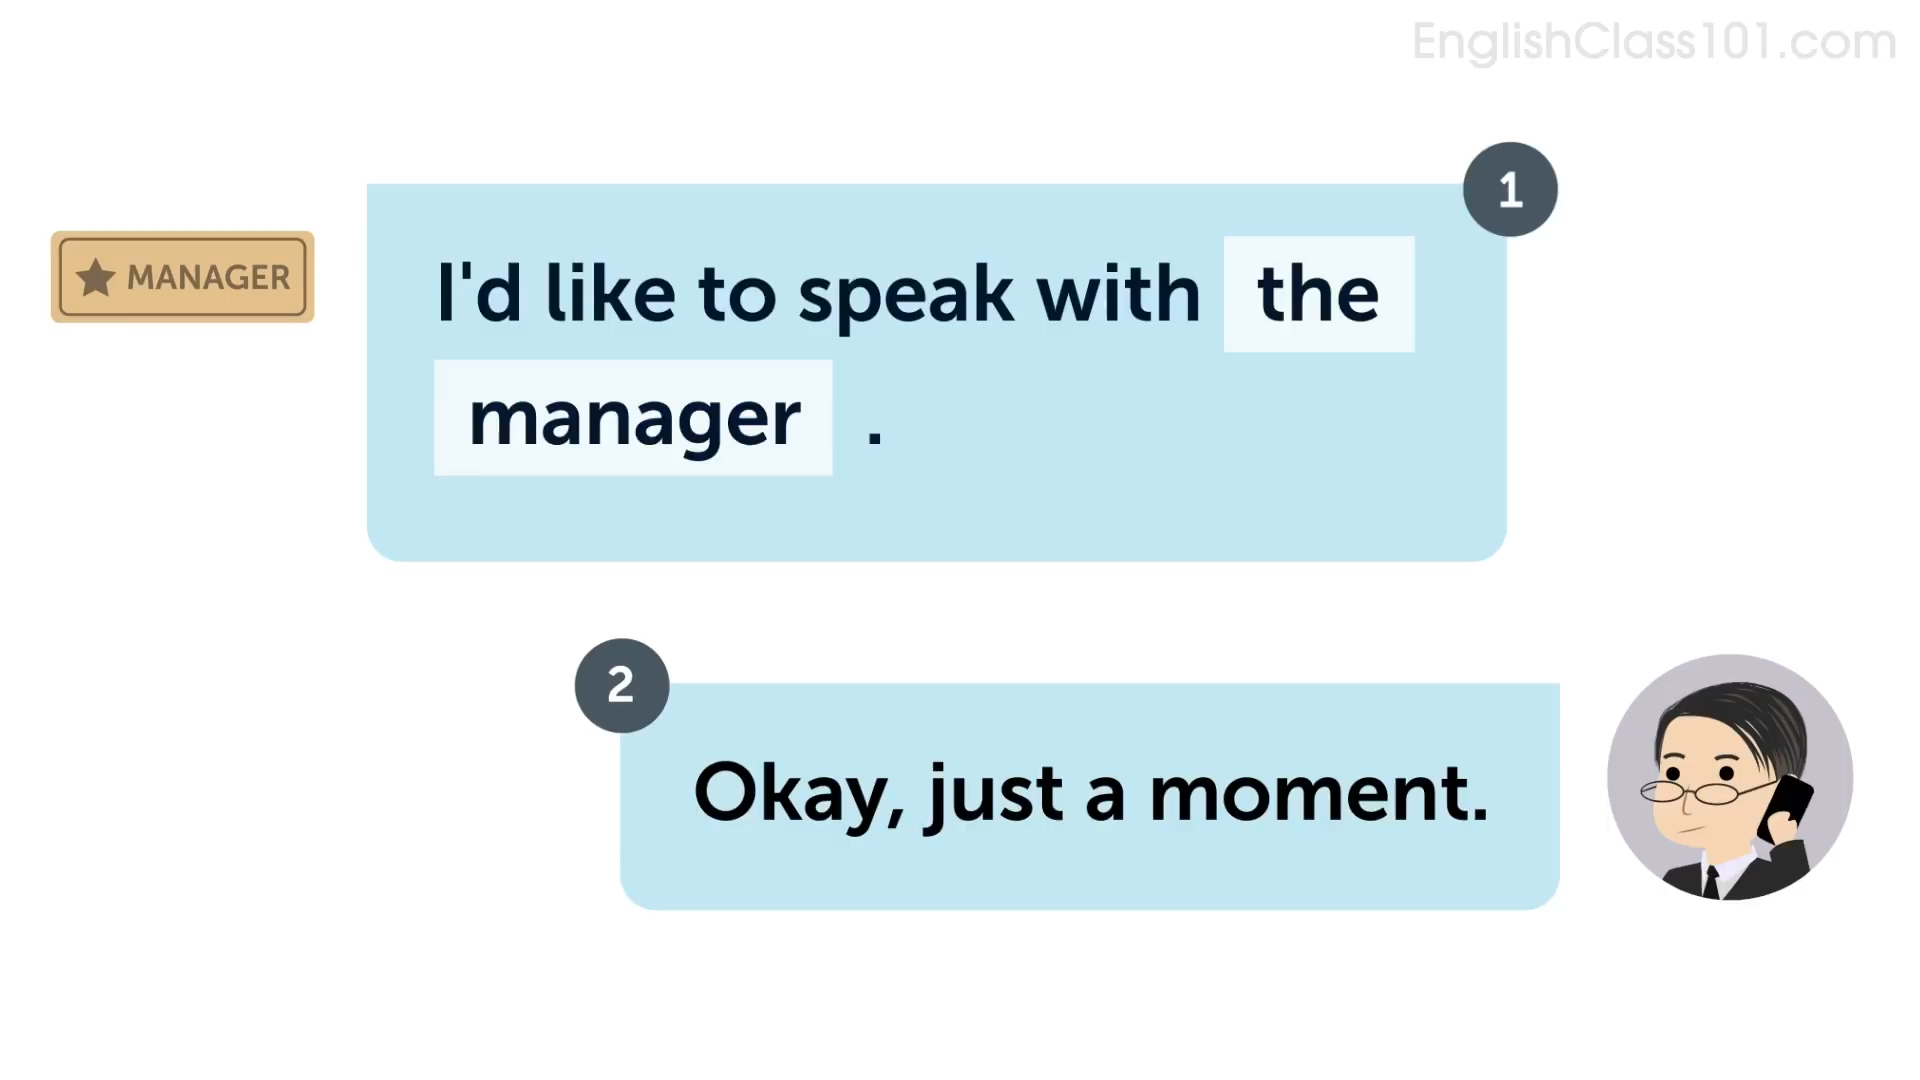 EnglishClass101.com
1
MANAGER
I'd like to speak with the
manager .
2
Okay, just a moment.